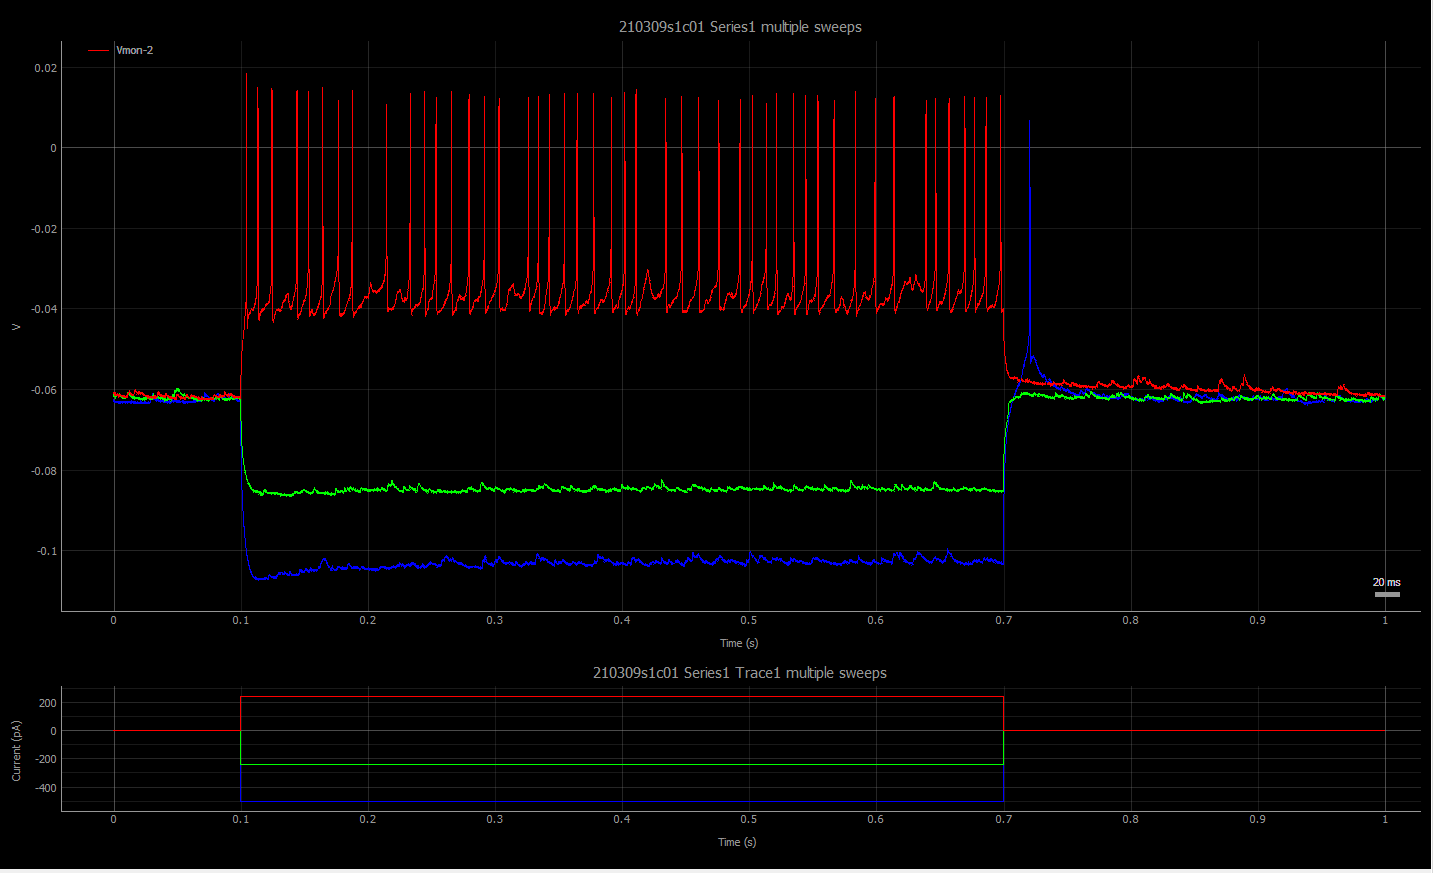 210309s1c01 Series1 multiple sweeps
Vmon-2
0.02
0
-0.02
-0.04
-0.06
-0.08
-0.1
V
20 ms
0 0.1 0.2 0.3 0.4 0.5 0.6 0.7 0.8 0.9 1
Time (s)
210309s1c01 Series1 Trace1 multiple sweeps
200
0
-200
-400
Current (pA)
0 0.1 0.2 0.3 0.4 0.5 0.6 0.7 0.8 0.9 1
Time (s)